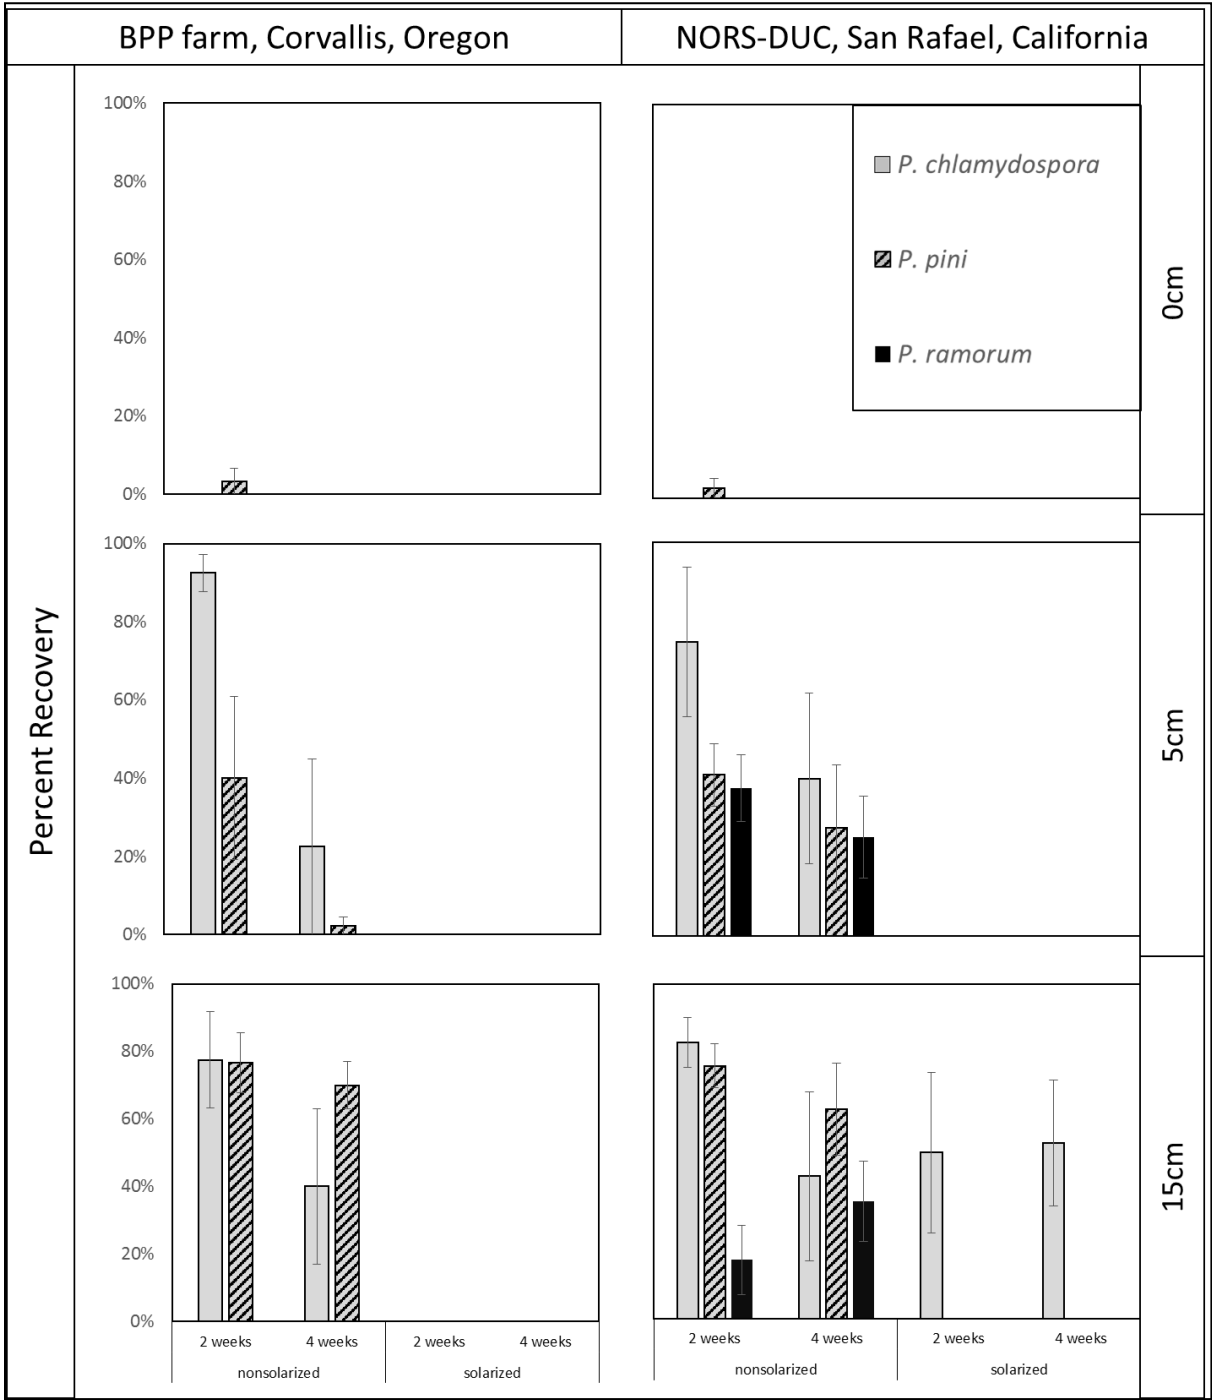 BPP farm, Corvallis, Oregon
NORS-DUC, San Rafael, California
Percent Recovery
100%
80%
60%
40%
20%
0%
P. chlamydospora
P. pini
P. ramorum
0cm
100%
80%
60%
40%
20%
0%
5cm
100%
80%
60%
40%
20%
0%
15cm
2 weeks 4 weeks 2 weeks 4 weeks
nonsolarized solarized
2 weeks 4 weeks 2 weeks 4 weeks
nonsolarized solarized